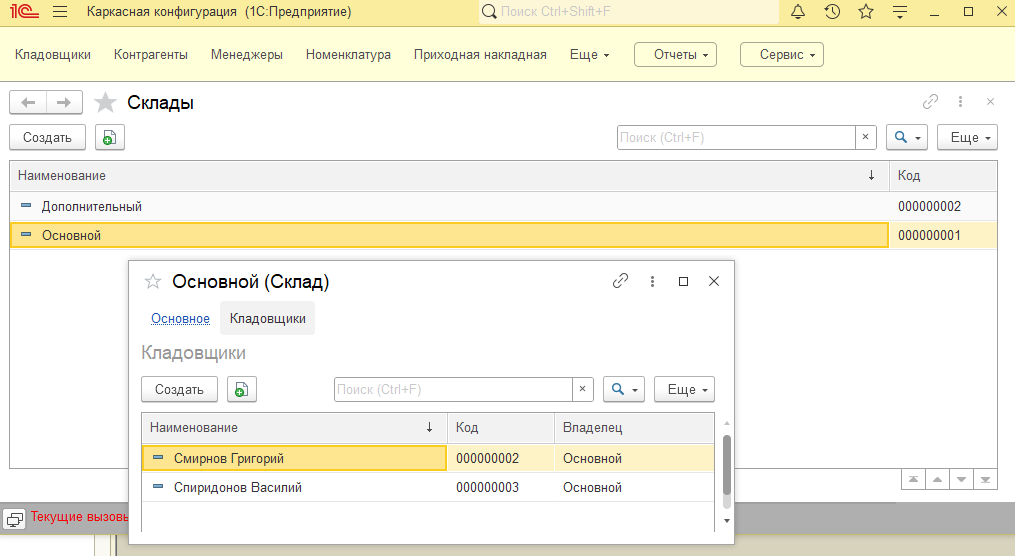 1С Каркасная конфигурация (1С:Предприятие) Поиск Ctrl+Shift+F
Кладовщики Контрагенты Менеджеры Номенклатура Приходная накладная Еще Отчеты Сервис
Склады
Создать Поиск (Ctrl+F) × Еще
Наименование ↓ Код
Дополнительный 000000002
Основной 000000001
Основной (Склад)
Основное Кладовщики
Кладовщики
Создать Поиск (Ctrl+F) × Еще
Наименование ↓ Код Владелец
Смирнов Григорий 000000002 Основной
Спиридонов Василий 000000003 Основной
Текущие вызовы